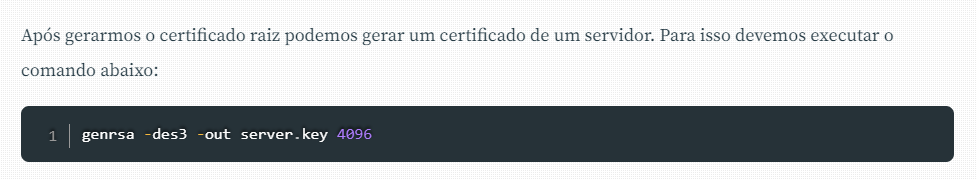 Após gerarmos o certificado raiz podemos gerar um certificado de um servidor. Para isso devemos executar o
comando abaixo:
1 genrsa -des3 -out server.key 4096